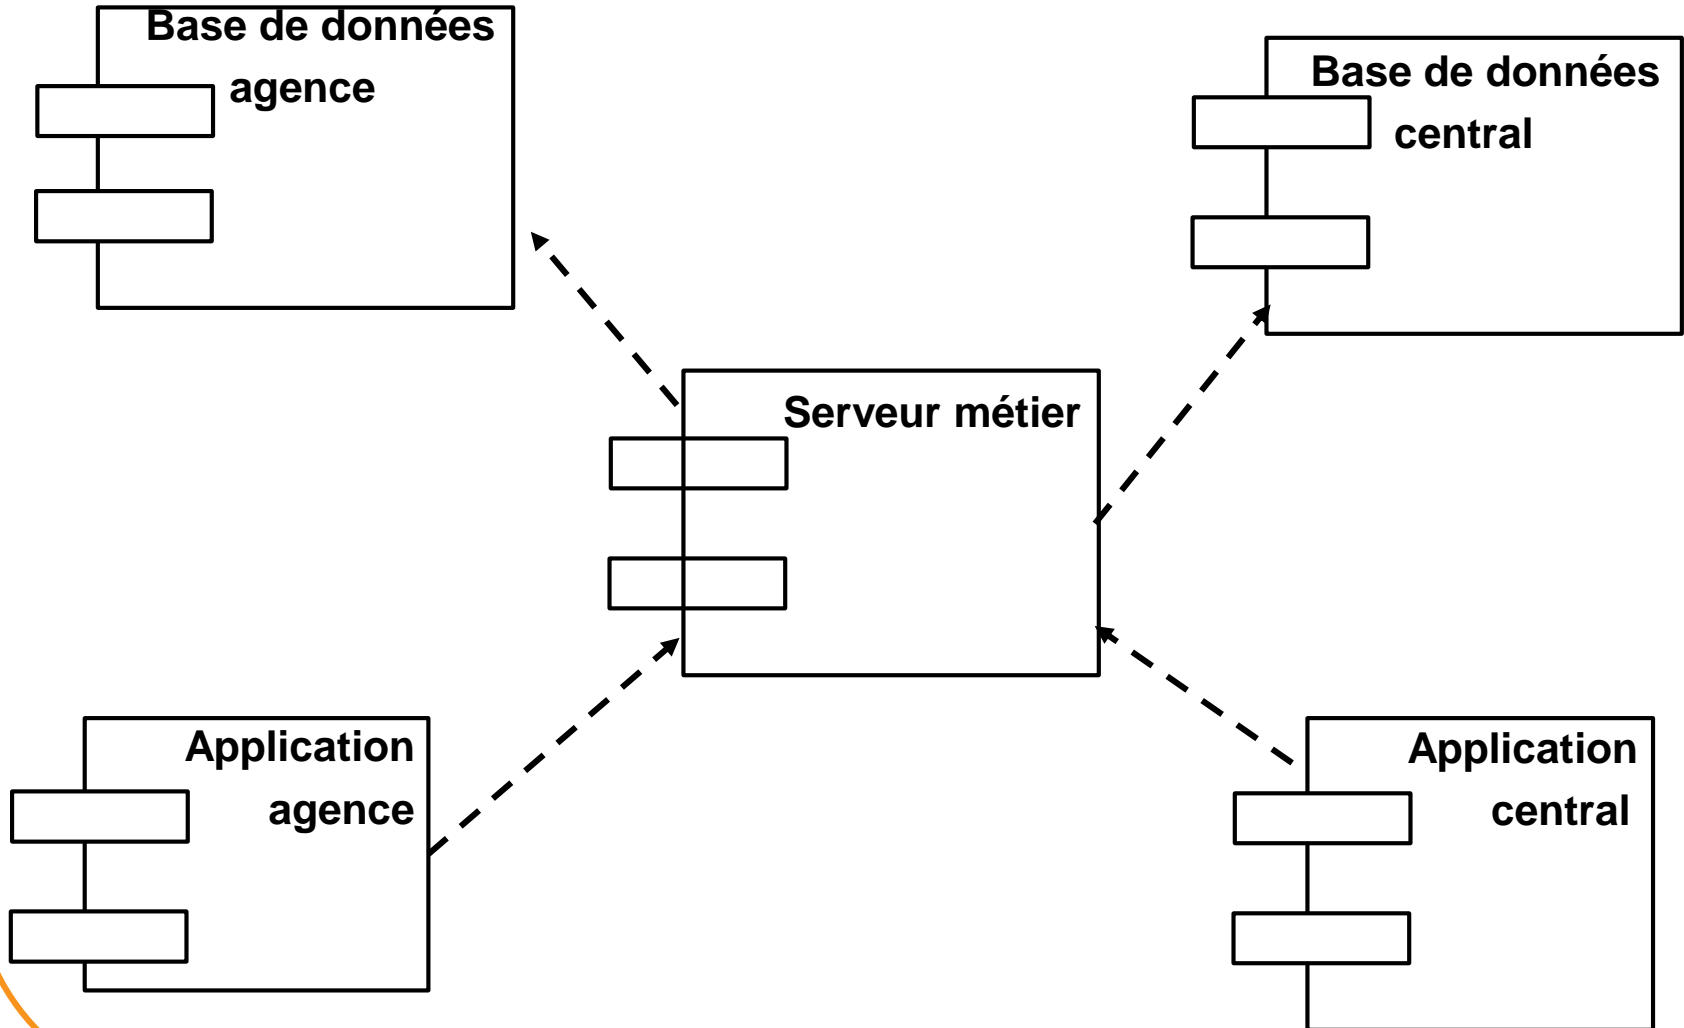 Base de données
agence
Base de données
central
Serveur métier
Application
agence
Application
central